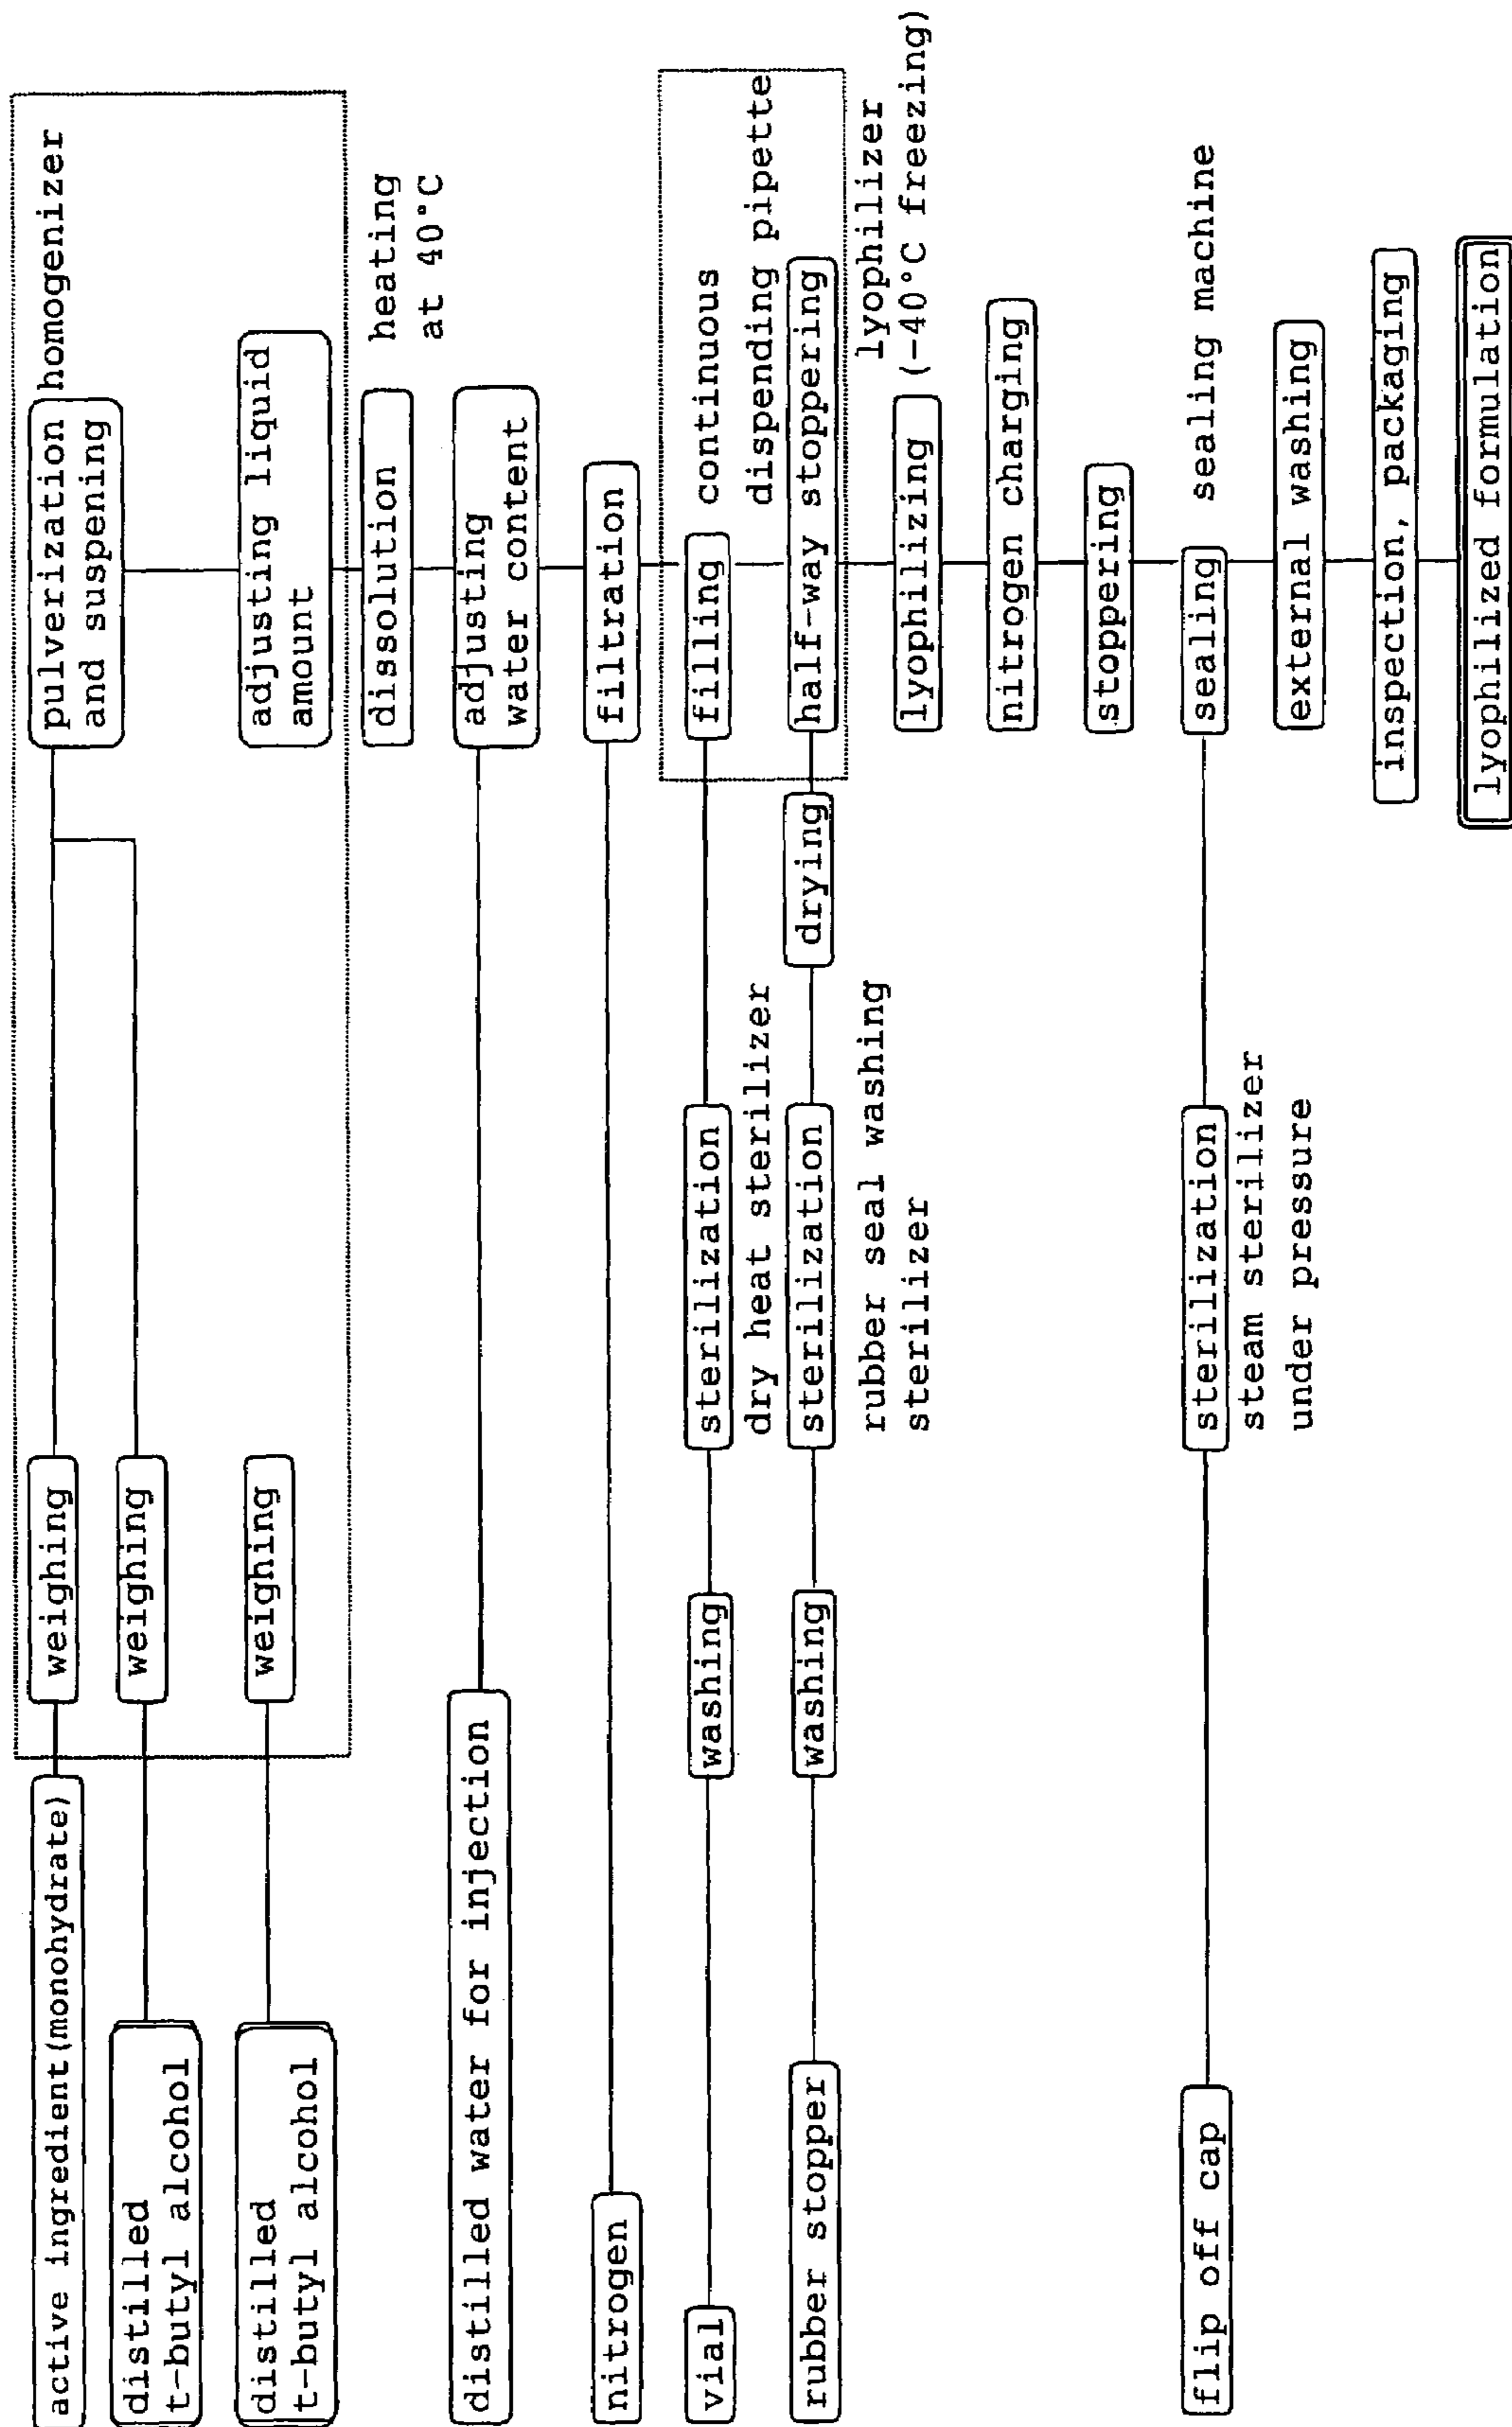 active ingredient(monohydrate)
weighing
pulverization
and suspening
homogenizer
distilled
t-butyl alcohol
weighing
distilled
t-butyl alcohol
weighing
adjusting liquid
amount
dissolution
heating
at 40°C
distilled water for injection
adjusting
water content
nitrogen
filtration
vial
washing
sterilization
dry heat sterilizer
filling
continuous
dispending pipette
rubber stopper
washing
sterilization
rubber seal washing
sterilizer
drying
half-way stoppering
lyophilizing
lyophilizer
(-40°C freezing)
nitrogen charging
stoppering
flip off cap
sterilization
steam sterilizer
under pressure
sealing
sealing machine
external washing
inspection, packaging
lyophilized formulation